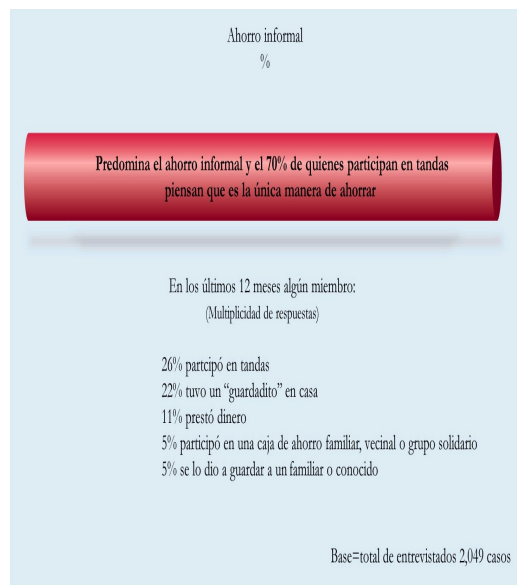 Ahorro informal
%
Predomina el ahorro informal y el 70% de quienes participan en tandas
piensan que es la única manera de ahorrar
En los últimos 12 meses algún miembro:
(Multiplicidad de respuestas)
26% partcipó en tandas
22% tuvo un “guardadito” en casa
11% prestó dinero
5% participó en una caja de ahorro familiar, vecinal o grupo solidario
5% se lo dio a guardar a un familiar o conocido
Base=total de entrevistados 2,049 casos